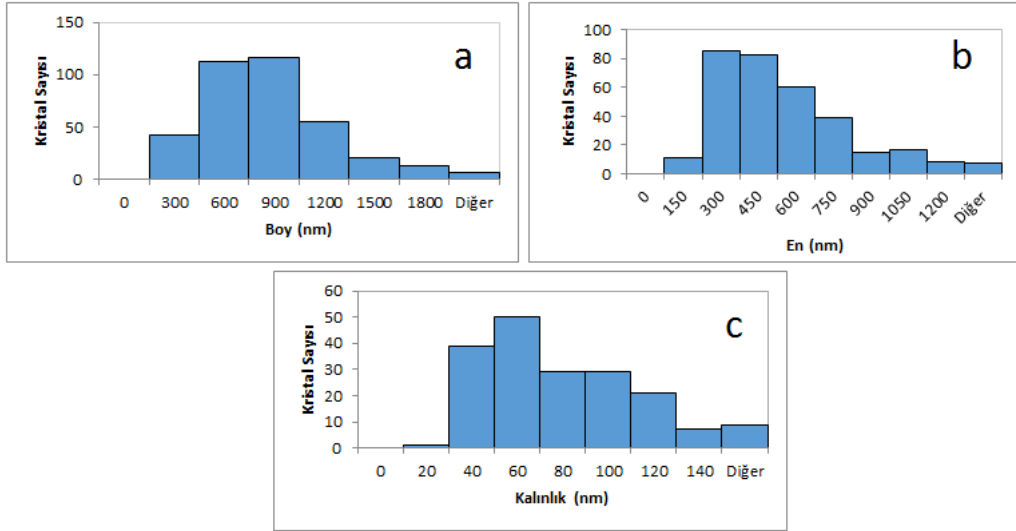 a
Kristal Sayısı
150
100
50
0
0 300 600 900 1200 1500 1800 Diğer
Boy (nm)
b
Kristal Sayısı
100
80
60
40
20
0
0 150 300 450 600 750 900 1050 1200 Diğer
En (nm)
c
Kristal Sayısı
60
50
40
30
20
10
0
0 20 40 60 80 100 120 140 Diğer
Kalınlık (nm)